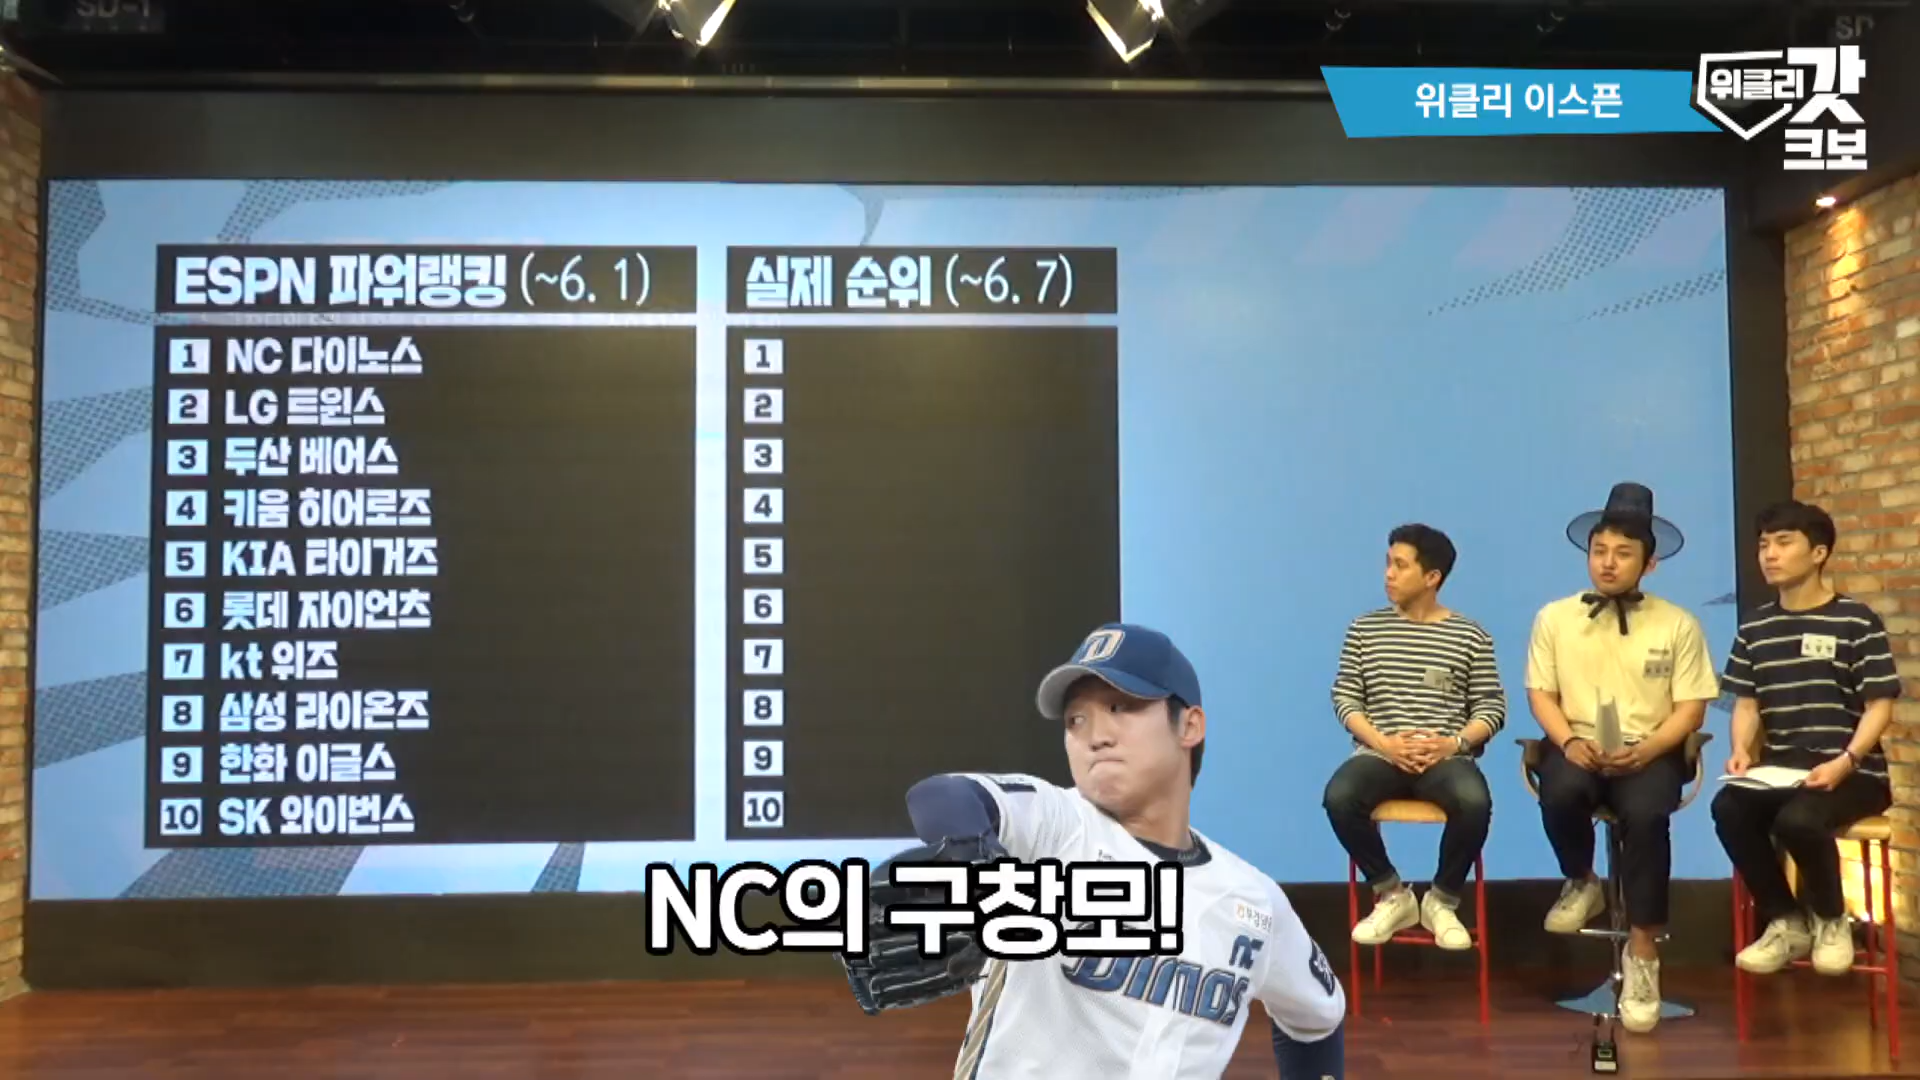 SD-1
위클리 이스픈
위클리
갓
크보
ESPN 파워랭킹 (~6. 1)
1 NC 다이노스
2 LG 트윈스
3 두산 베어스
4 키움 히어로즈
5 KIA 타이거즈
6 롯데 자이언츠
7 kt 위즈
8 삼성 라이온즈
9 한화 이글스
10 SK 와이번스
실제 순위 (~6. 7)
1
2
3
4
5
6
7
8
9
10
D
NC의 구창모!
NC
Dinos